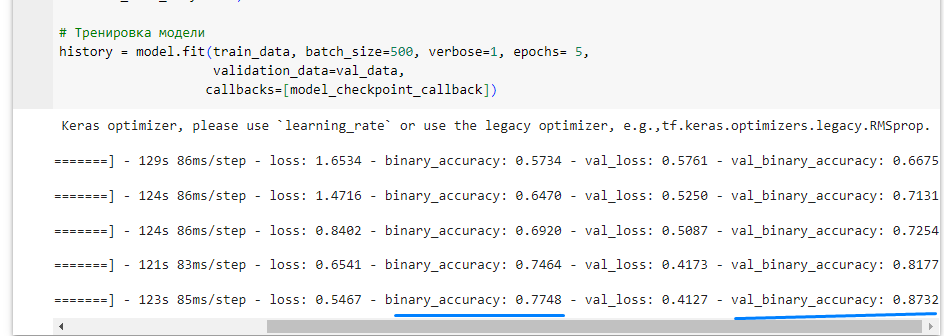 # Тренировка модели
history = model.fit(train_data, batch_size=500, verbose=1, epochs= 5,
validation_data=val_data,
callbacks=[model_checkpoint_callback])
Keras optimizer, please use `learning_rate` or use the legacy optimizer, e.g.,tf.keras.optimizers.legacy.RMSprop.
=======] - 129s 86ms/step - loss: 1.6534 - binary_accuracy: 0.5734 - val_loss: 0.5761 - val_binary_accuracy: 0.6675
=======] - 124s 86ms/step - loss: 1.4716 - binary_accuracy: 0.6470 - val_loss: 0.5250 - val_binary_accuracy: 0.7131
=======] - 124s 86ms/step - loss: 0.8402 - binary_accuracy: 0.6920 - val_loss: 0.5087 - val_binary_accuracy: 0.7254
=======] - 121s 83ms/step - loss: 0.6541 - binary_accuracy: 0.7464 - val_loss: 0.4173 - val_binary_accuracy: 0.8177
=======] - 123s 85ms/step - loss: 0.5467 - binary_accuracy: 0.7748 - val_loss: 0.4127 - val_binary_accuracy: 0.8732